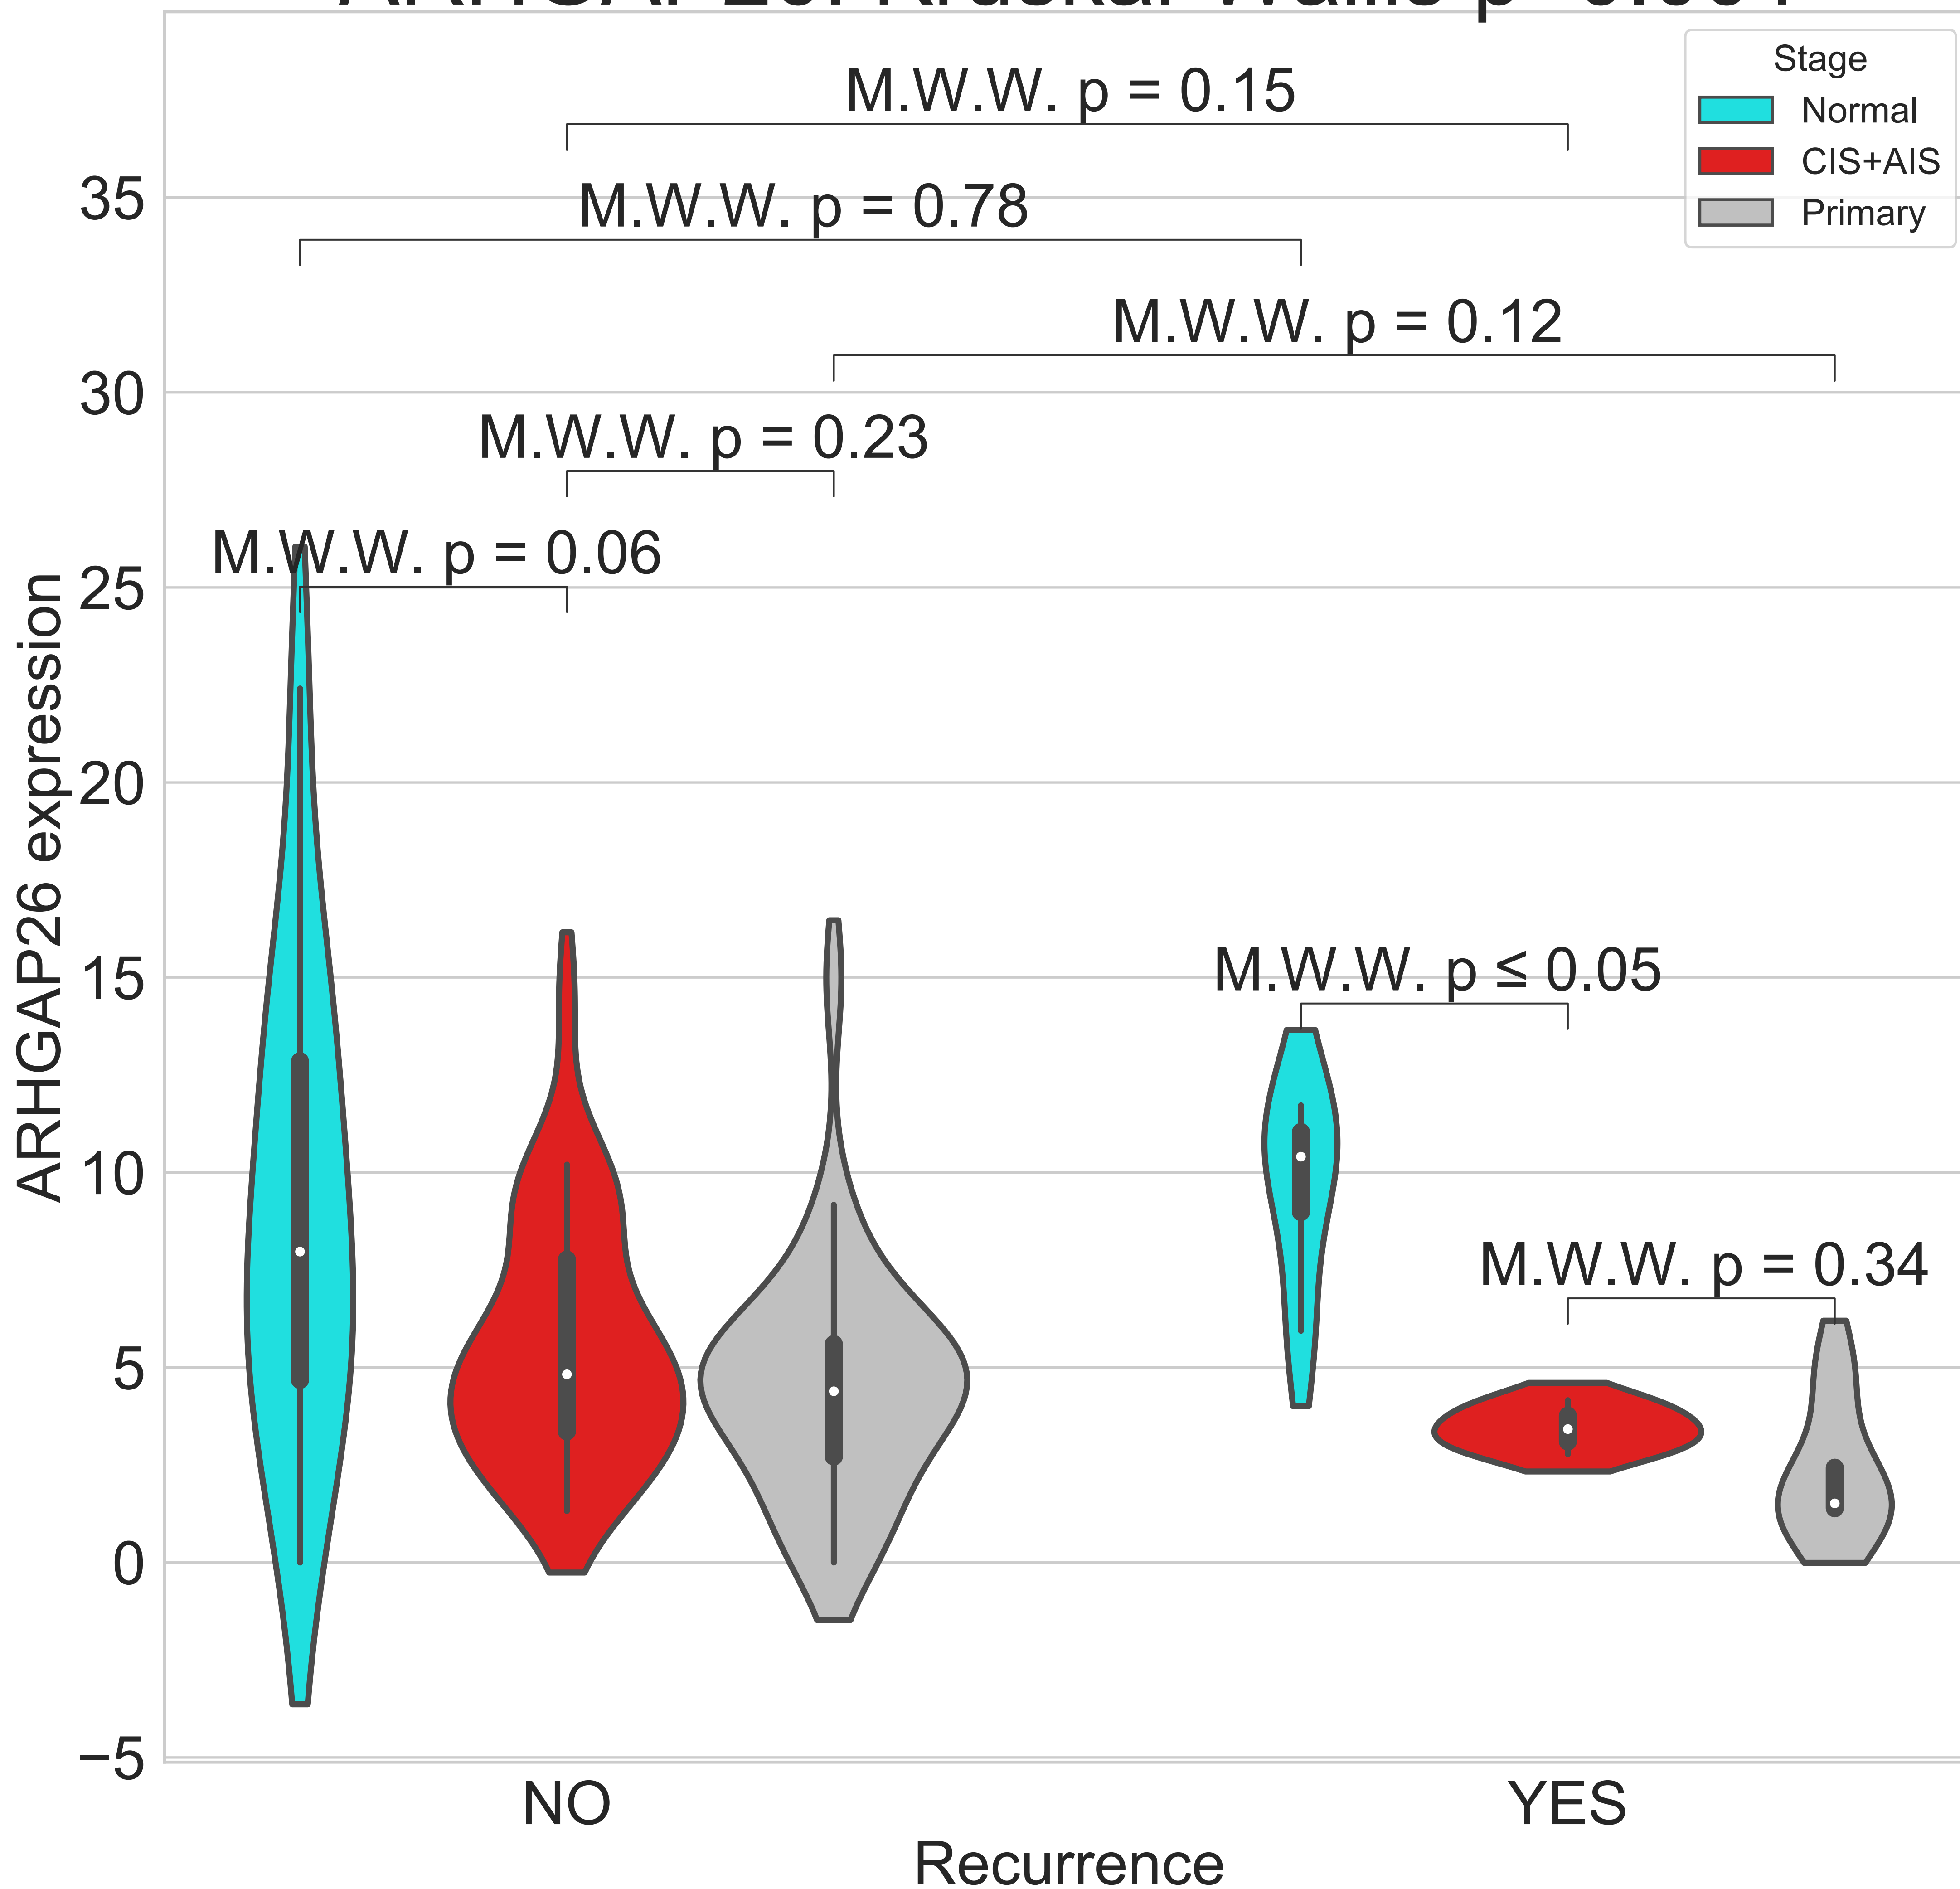 Stage
Normal
CIS+AIS
Primary
M.W.W. p = 0.15
M.W.W. p = 0.78
M.W.W. p = 0.12
M.W.W. p = 0.23
M.W.W. p = 0.06
M.W.W. p ≤ 0.05
M.W.W. p = 0.34
35
30
25
20
15
10
5
0
−5
ARHGAP26 expression
NO
YES
Recurrence